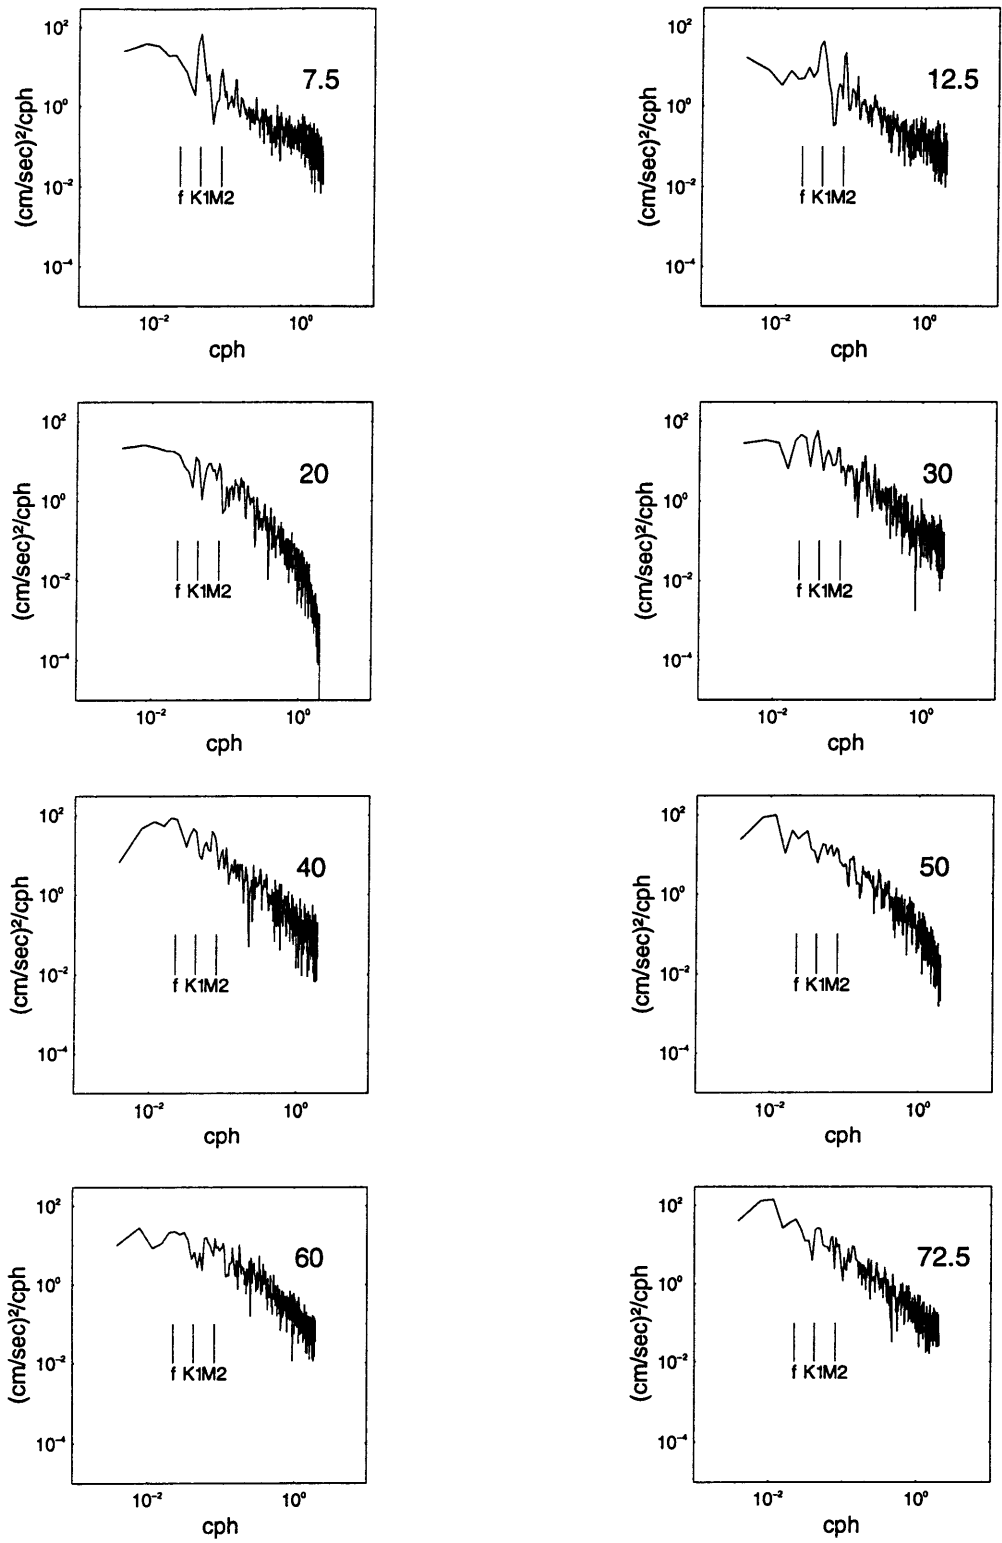 10² 10²
7.5 12.5
(cm/sec)²/cph (cm/sec)²/cph
10⁰ 10⁰
10⁻² 10⁻²
f K1M2 f K1M2
10⁻⁴ 10⁻⁴
10⁻² 10⁰ 10⁻² 10⁰
cph cph
10² 10²
20 30
(cm/sec)²/cph (cm/sec)²/cph
10⁰ 10⁰
10⁻² 10⁻²
f K1M2 f K1M2
10⁻⁴ 10⁻⁴
10⁻² 10⁰ 10⁻² 10⁰
cph cph
10² 10²
40 50
(cm/sec)²/cph (cm/sec)²/cph
10⁰ 10⁰
10⁻² 10⁻²
f K1M2 f K1M2
10⁻⁴ 10⁻⁴
10⁻² 10⁰ 10⁻² 10⁰
cph cph
10² 10²
60 72.5
(cm/sec)²/cph (cm/sec)²/cph
10⁰ 10⁰
10⁻² 10⁻²
f K1M2 f K1M2
10⁻⁴ 10⁻⁴
10⁻² 10⁰ 10⁻² 10⁰
cph cph